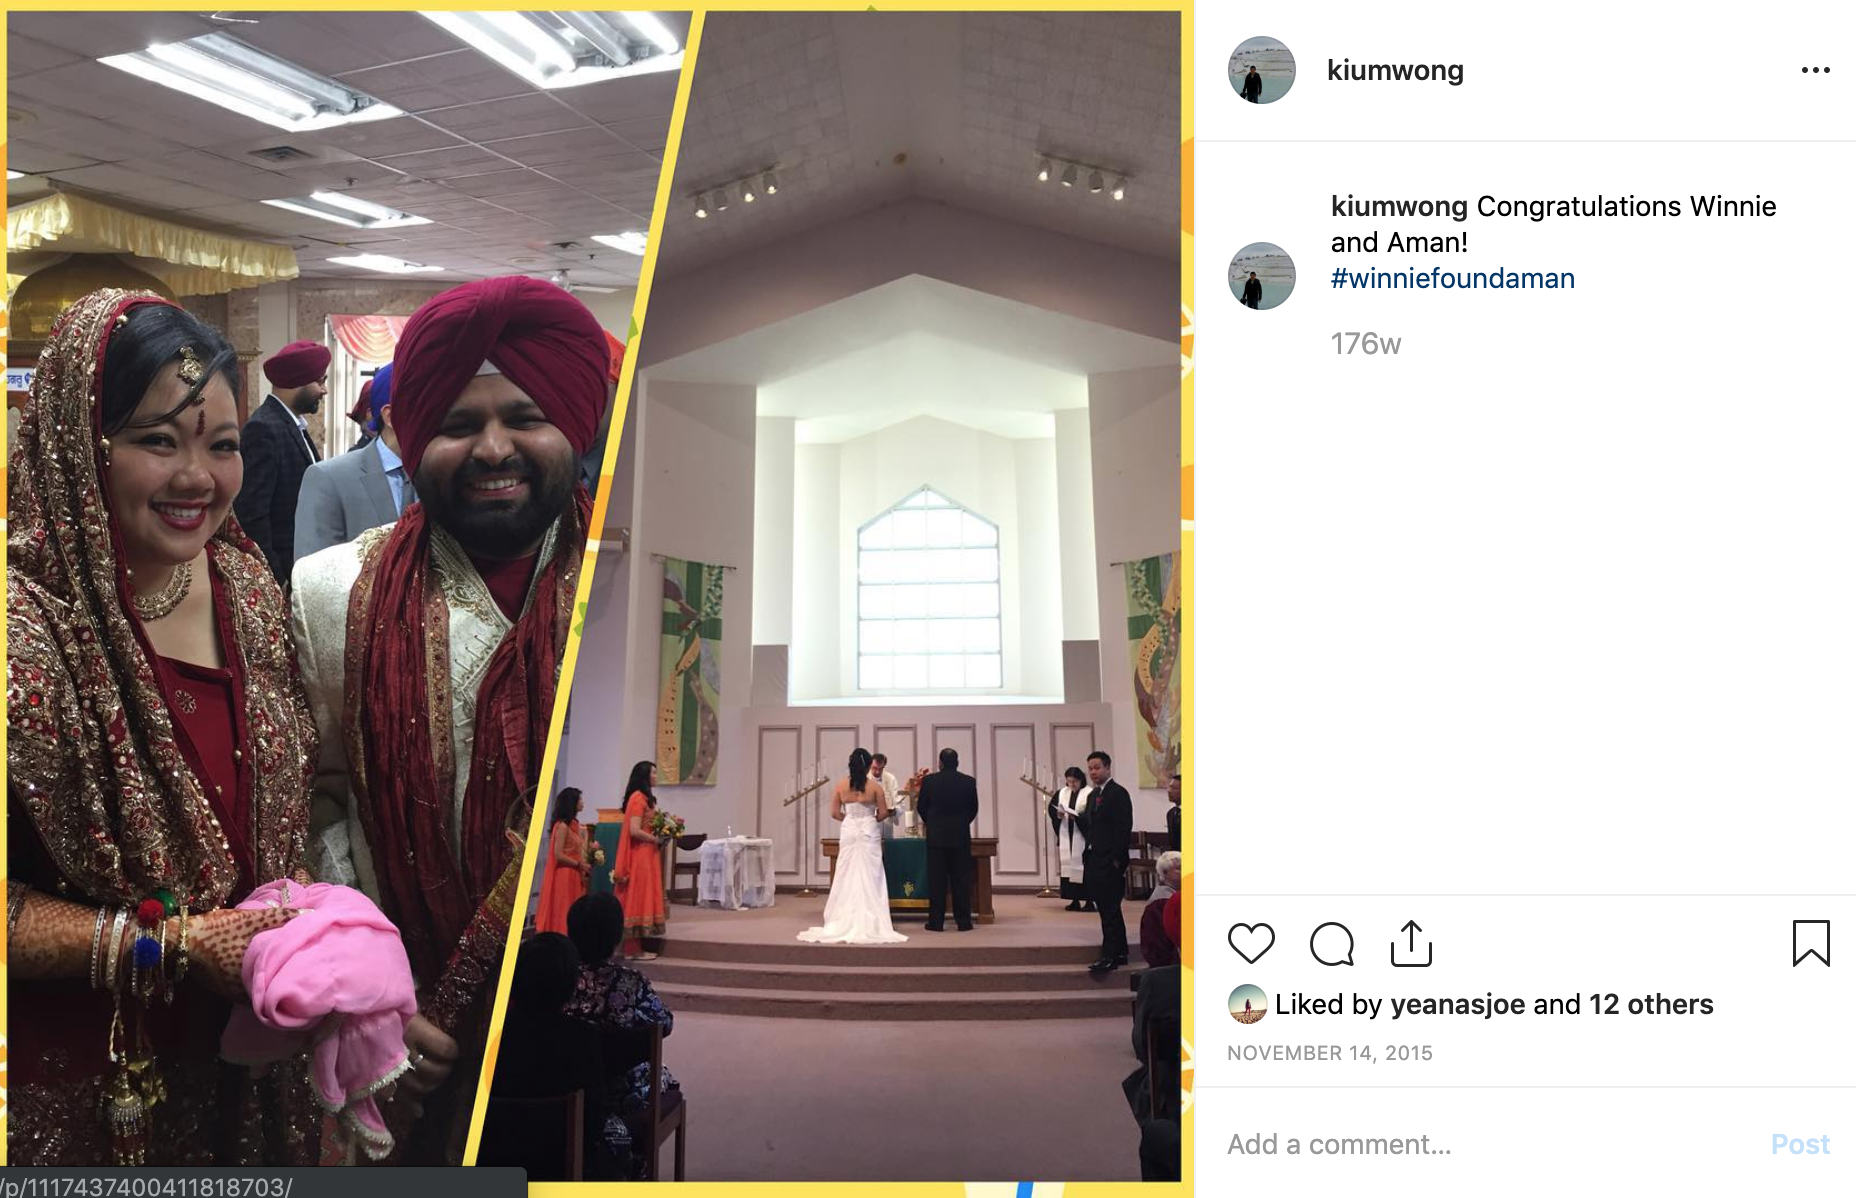 kiumwong
kiumwong Congratulations Winnie
and Aman!
#winniefoundaman
176w
Liked by yeanasjoe and 12 others
NOVEMBER 14, 2015
Add a comment...
Post
/p/1117437400411818703/